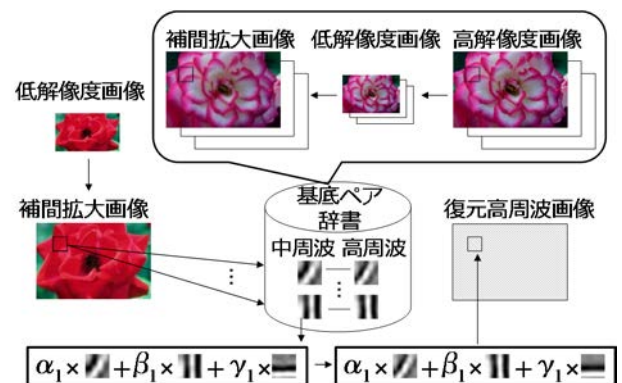 補間拡大画像 低解像度画像 高解像度画像
低解像度画像
補間拡大画像
基底ペア
辞書
復元高周波画像
中周波 高周波
α₁× +β₁× +γ₁×
α₁× +β₁× +γ₁×